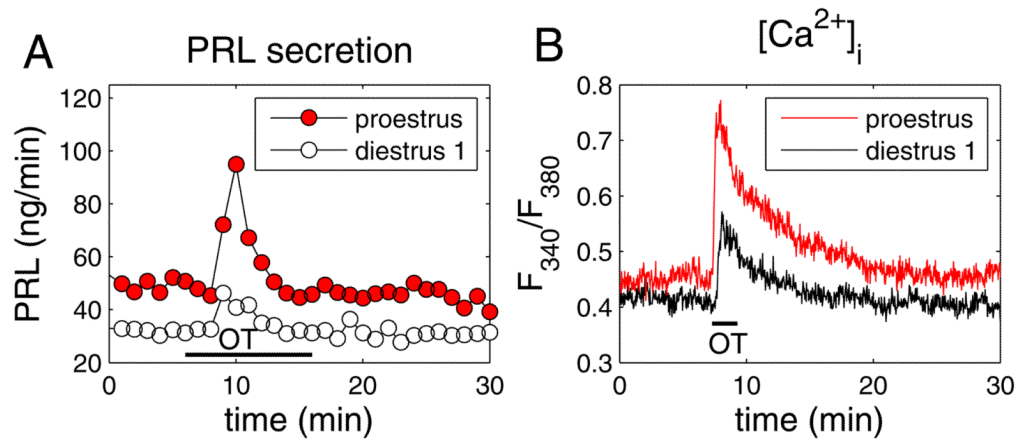 A
PRL secretion
PRL (ng/min)
120
100
80
60
40
20
proestrus
diestrus 1
OT
0
10
20
30
time (min)
B
[Ca²⁺]ᵢ
F₃₄₀/F₃₈₀
0.8
0.7
0.6
0.5
0.4
0.3
proestrus
diestrus 1
OT
0
10
20
30
time (min)